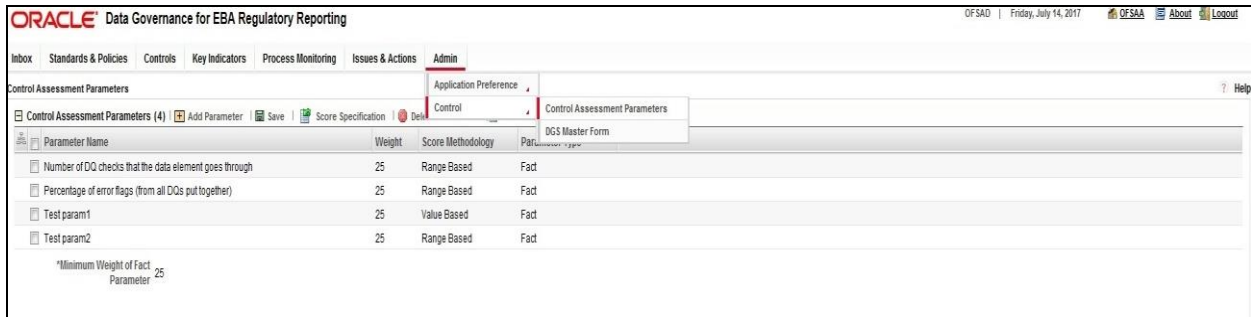 ORACLE® Data Governance for EBA Regulatory Reporting
OFSAD | Friday, July 14, 2017 OFSAA About Logout
Inbox Standards & Policies Controls Key Indicators Process Monitoring Issues & Actions Admin
Control Assessment Parameters
Application Preference
? Help
Control
Control Assessment Parameters
DGS Master Form
Control Assessment Parameters (4) | Add Parameter | Save | Score Specification |
Parameter Name Weight Score Methodology
Number of DQ checks that the data element goes through 25 Range Based Fact
Percentage of error flags (from all DQs put together) 25 Range Based Fact
Test param1 25 Value Based Fact
Test param2 25 Range Based Fact
*Minimum Weight of Fact
Parameter 25